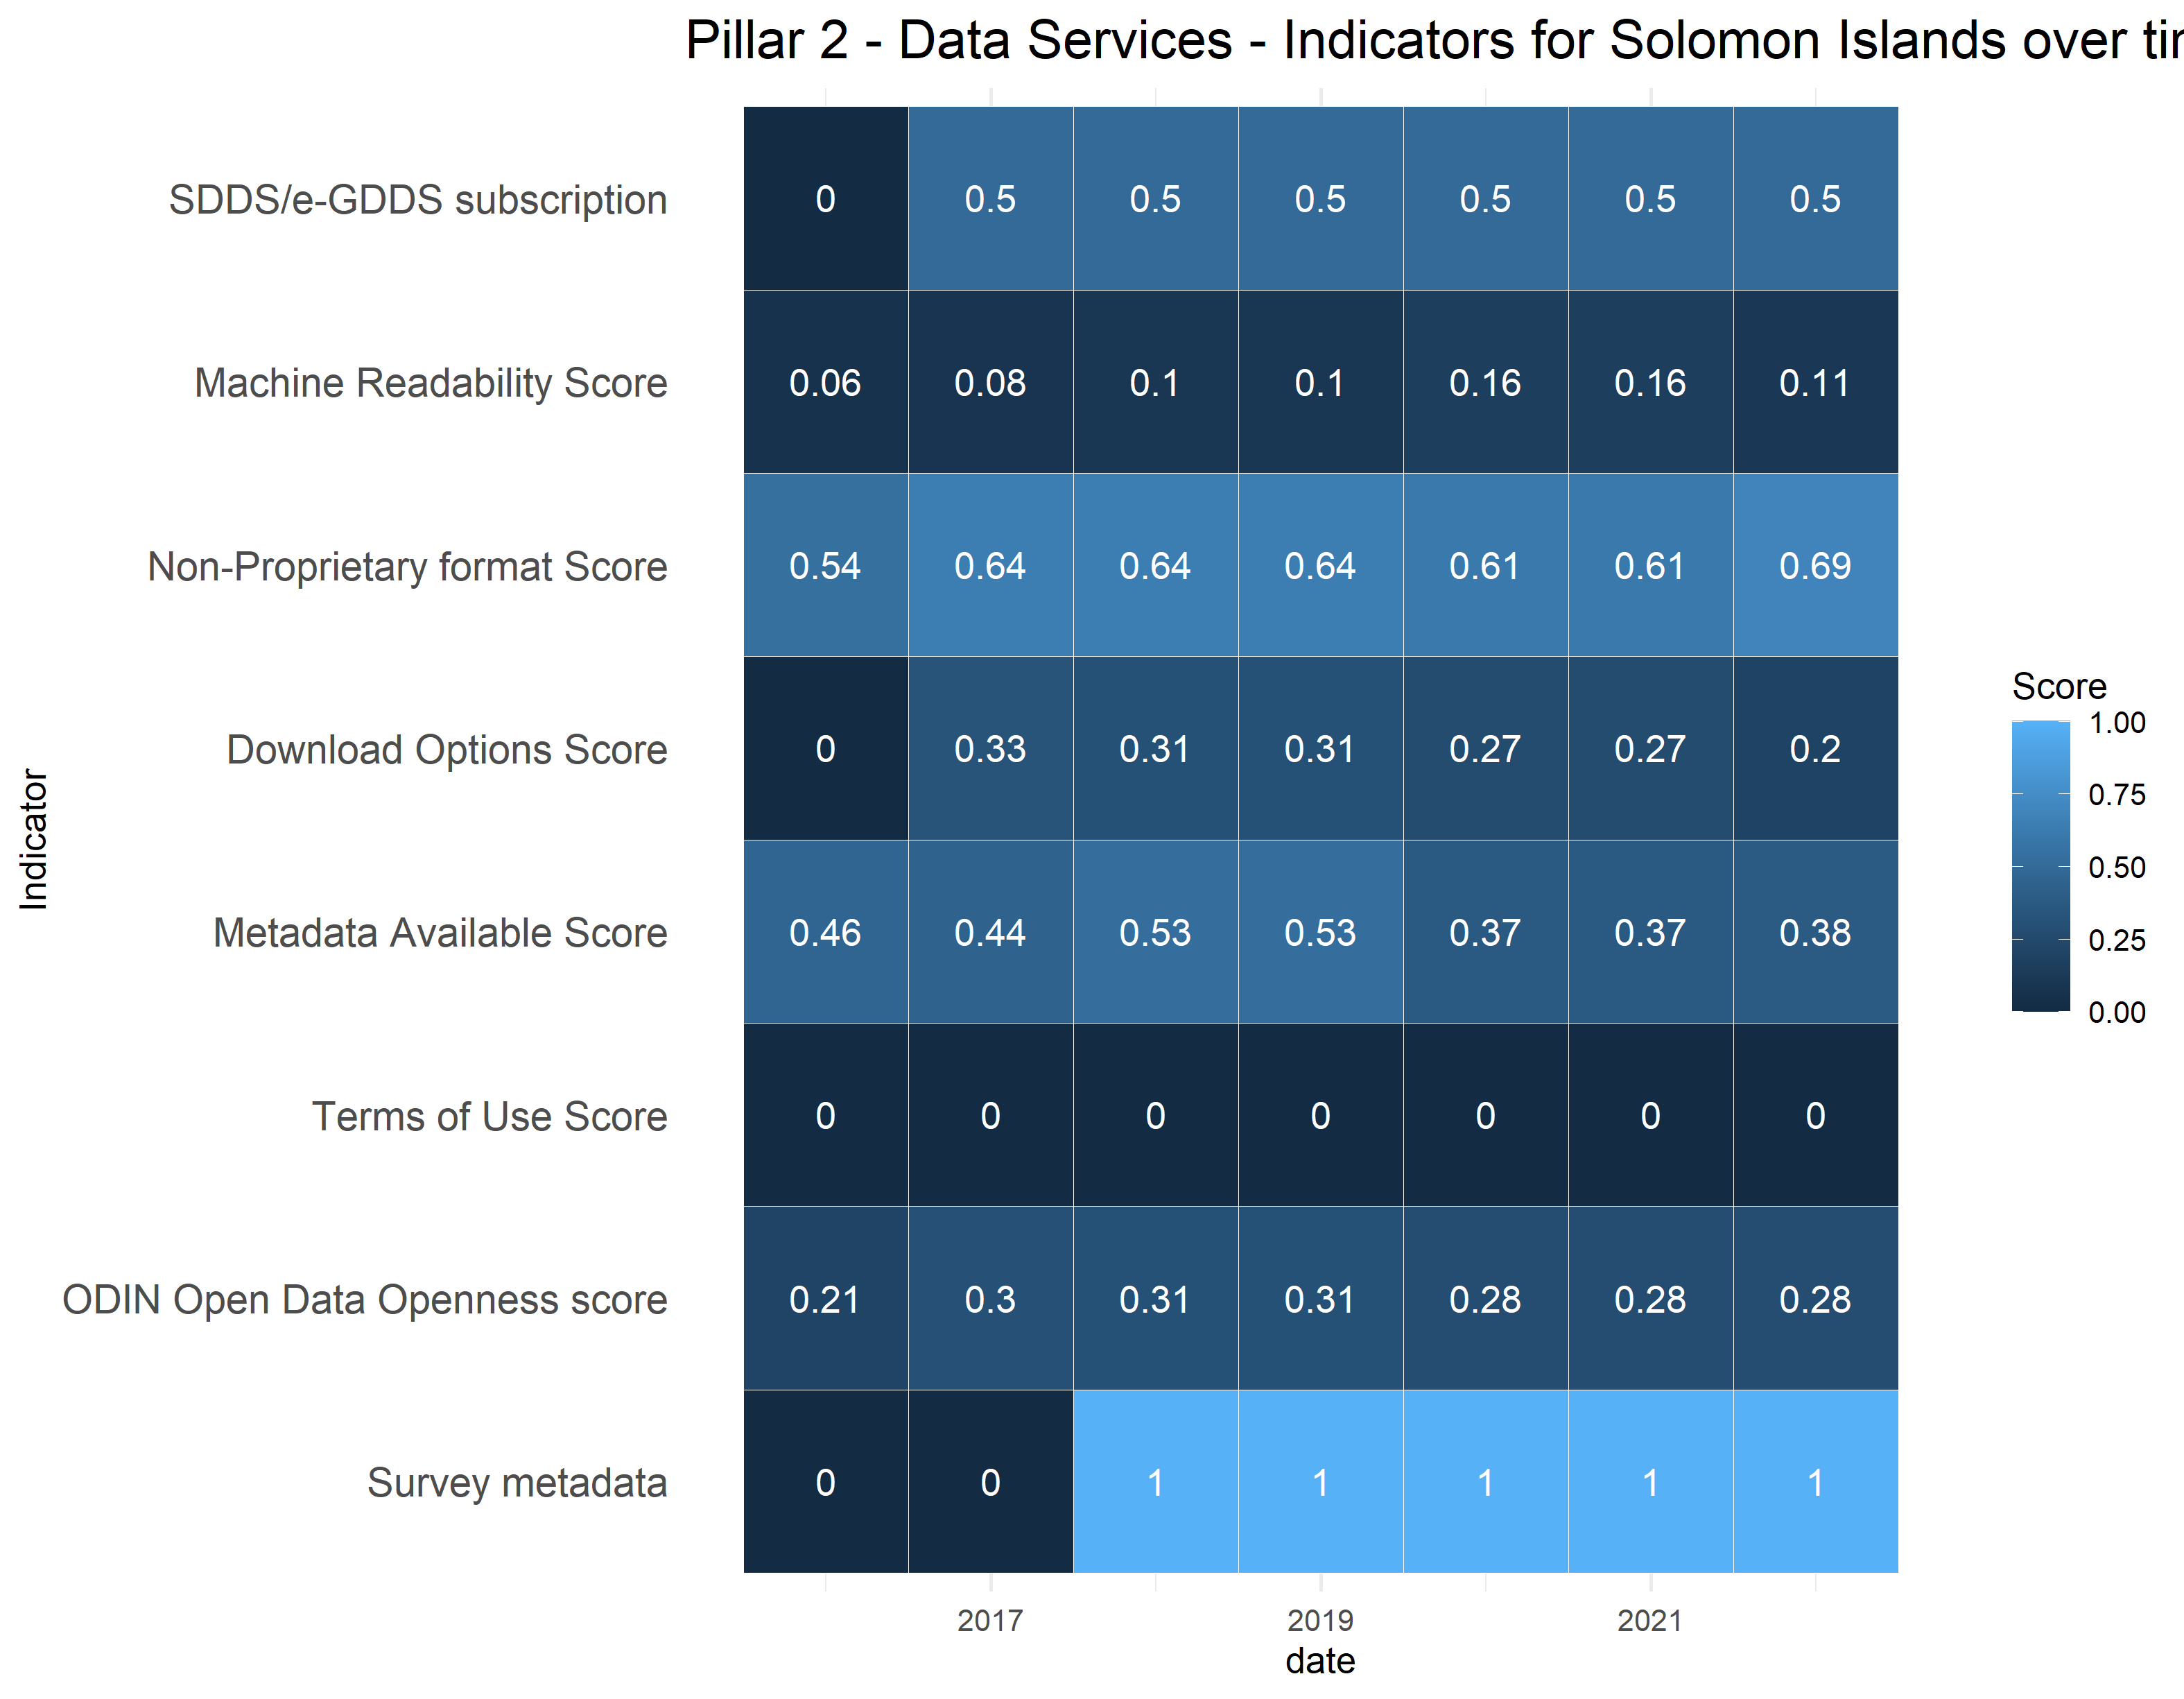 Pillar 2 - Data Services - Indicators for Solomon Islands over
SDDS/e-GDDS subscription 0 0.5 0.5 0.5 0.5 0.5 0.5
Machine Readability Score 0.06 0.08 0.1 0.1 0.16 0.16 0.11
Non-Proprietary format Score 0.54 0.64 0.64 0.64 0.61 0.61 0.69
Download Options Score 0 0.33 0.31 0.31 0.27 0.27 0.2
Metadata Available Score 0.46 0.44 0.53 0.53 0.37 0.37 0.38
Terms of Use Score 0 0 0 0 0 0 0
ODIN Open Data Openness score 0.21 0.3 0.31 0.31 0.28 0.28 0.28
Survey metadata 0 0 1 1 1 1 1
2017 2019 2021
date
Indicator
Score
1.00
0.75
0.50
0.25
0.00